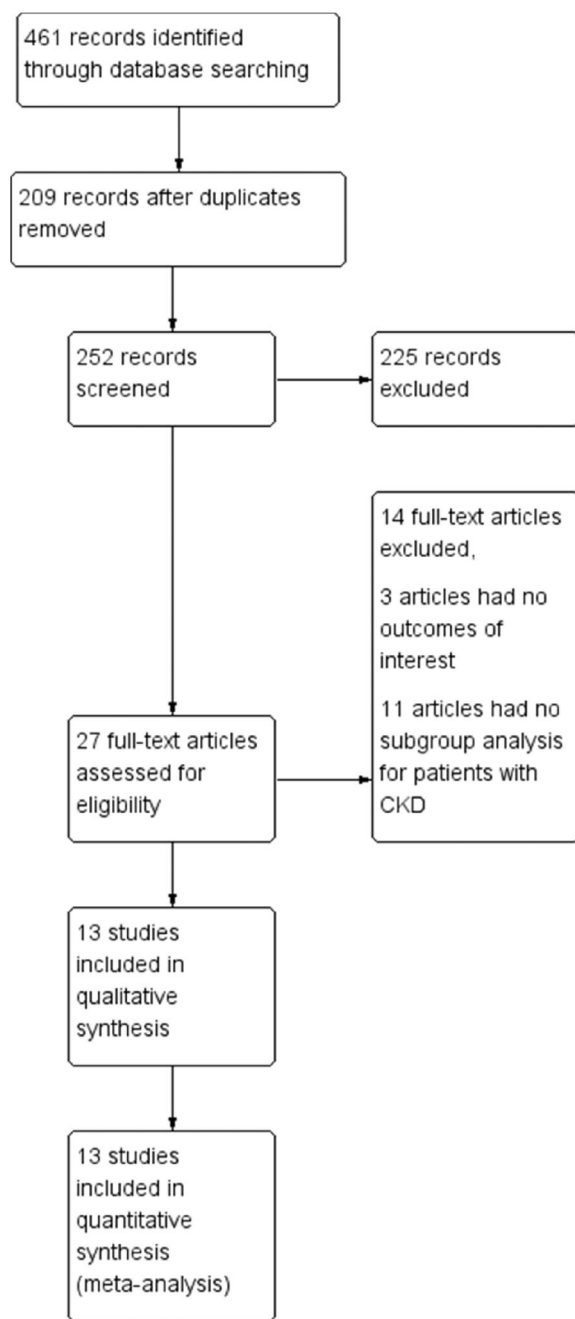 461 records identified
through database searching
209 records after duplicates
removed
252 records
screened
225 records
excluded
14 full-text articles
excluded,
3 articles had no
outcomes of
interest
11 articles had no
subgroup analysis
for patients with
CKD
27 full-text articles
assessed for
eligibility
13 studies
included in
qualitative
synthesis
13 studies
included in
quantitative
synthesis
(meta-analysis)